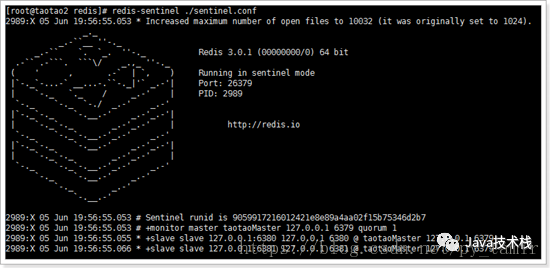 [root@taotao2 redis]# redis-sentinel ./sentinel.conf
2989:X 05 Jun 19:56:55.053 * Increased maximum number of open files to 10032 (it was originally set to 1024).
Redis 3.0.1 (00000000/0) 64 bit
Running in sentinel mode
Port: 26379
PID: 2989
http://redis.io
2989:X 05 Jun 19:56:55.053 # Sentinel runid is 9059917216012421e8e89a4aa02f15b75346d2b7
2989:X 05 Jun 19:56:55.053 # +monitor master taotaoMaster 127.0.0.1 6379 quorum 1
2989:X 05 Jun 19:56:55.055 * +slave slave 127.0.0.1:6380 127.0.0.1 6380 @ taotaoMaster 127.0.0.1 6379
2989:X 05 Jun 19:56:55.066 * +slave slave 127.0.0.1:6381 127.0.0.1 6381 @ taotaoMaster 127.0.0.1 6379
Java技术栈